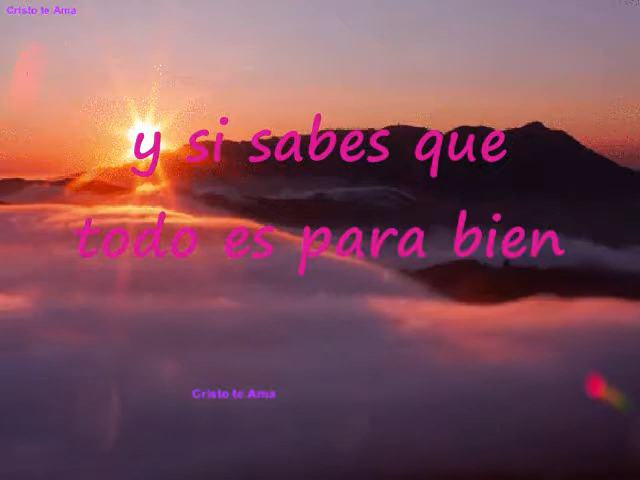 Cristo te Ama
y si sabes que
todo es para bien
Cristo te Ama